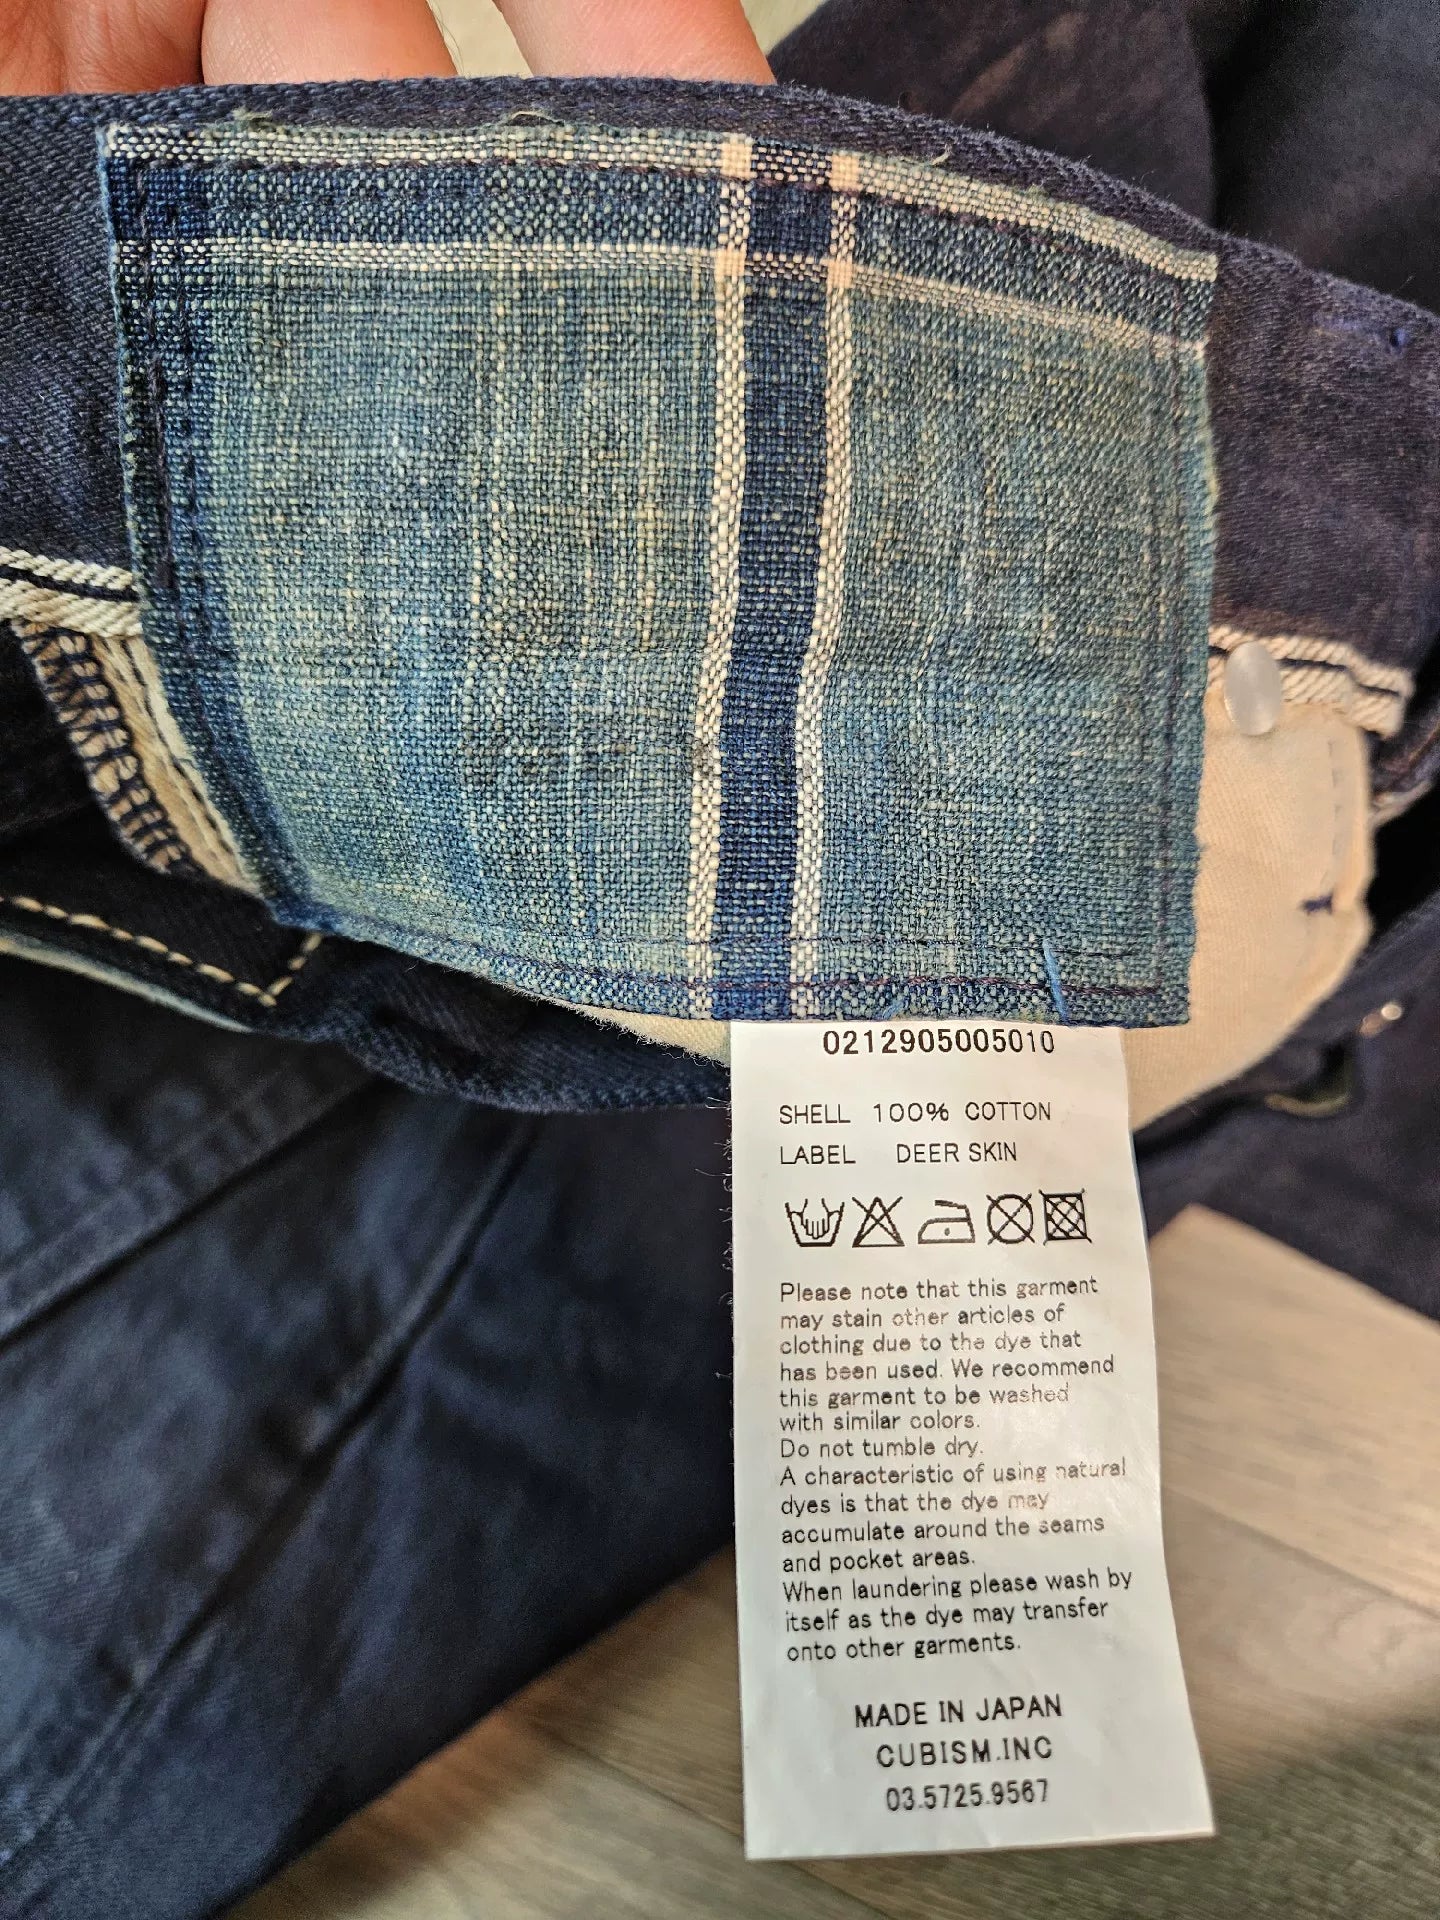 0212905005010
SHELL 100% COTTON
LABEL DEER SKIN
Please note that this garment
may stain other articles of
clothing due to the dye that
has been used. We recommend
this garment to be washed
with similar colors.
Do not tumble dry.
A characteristic of using natural
dyes is that the dye may
accumulate around the seams
and pocket areas.
When laundering please wash by
itself as the dye may transfer
onto other garments.
MADE IN JAPAN
CUBISM.INC
03.5725.9567